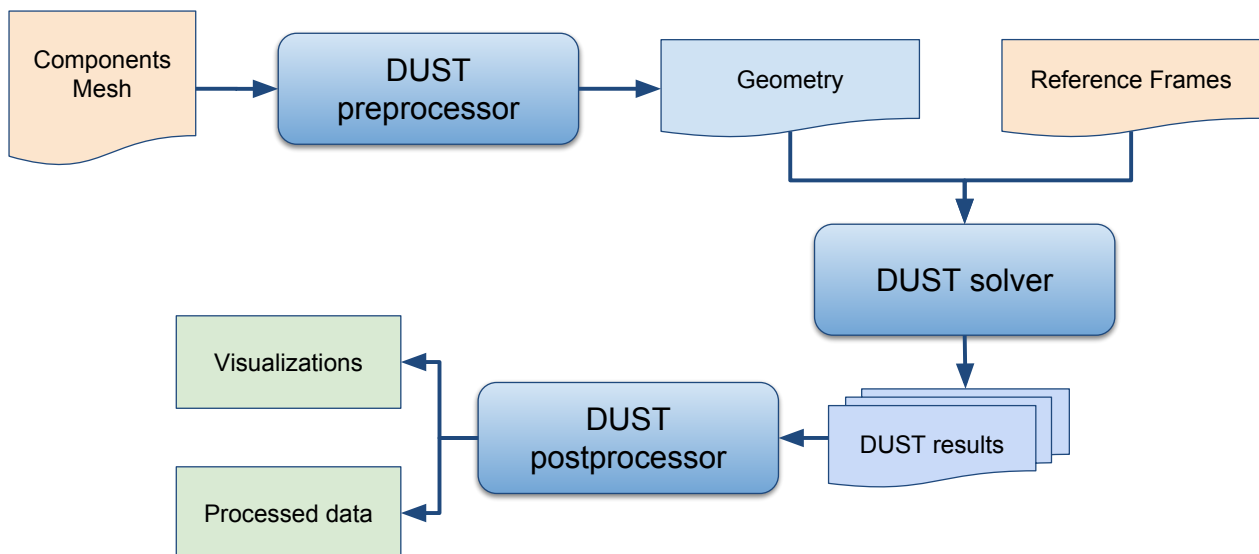 Components
Mesh
DUST
preprocessor
Geometry
Reference Frames
DUST solver
Visualizations
DUST
postprocessor
DUST results
Processed data